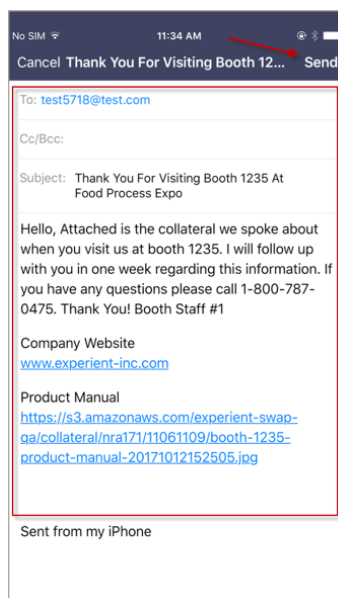 No SIM 11:34 AM
Cancel Thank You For Visiting Booth 12... Send
To: test5718@test.com
Cc/Bcc:
Subject: Thank You For Visiting Booth 1235 At
Food Process Expo
Hello, Attached is the collateral we spoke about
when you visit us at booth 1235. I will follow up
with you in one week regarding this information. If
you have any questions please call 1-800-787-
0475. Thank You! Booth Staff #1
Company Website
www.experient-inc.com
Product Manual
https://s3.amazonaws.com/experient-swap-
qa/collateral/nra171/11061109/booth-1235-
product-manual-20171012152505.jpg
Sent from my iPhone